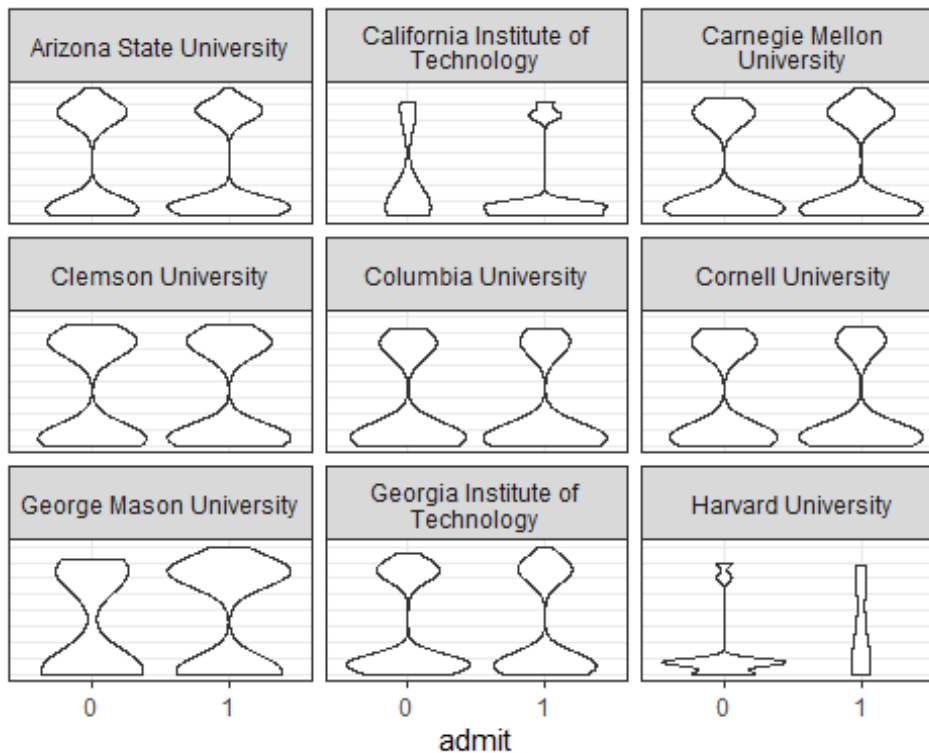 Arizona State University
California Institute of
Technology
Carnegie Mellon
University
Clemson University
Columbia University
Cornell University
George Mason University
Georgia Institute of
Technology
Harvard University
0 1 0 1 0 1
admit